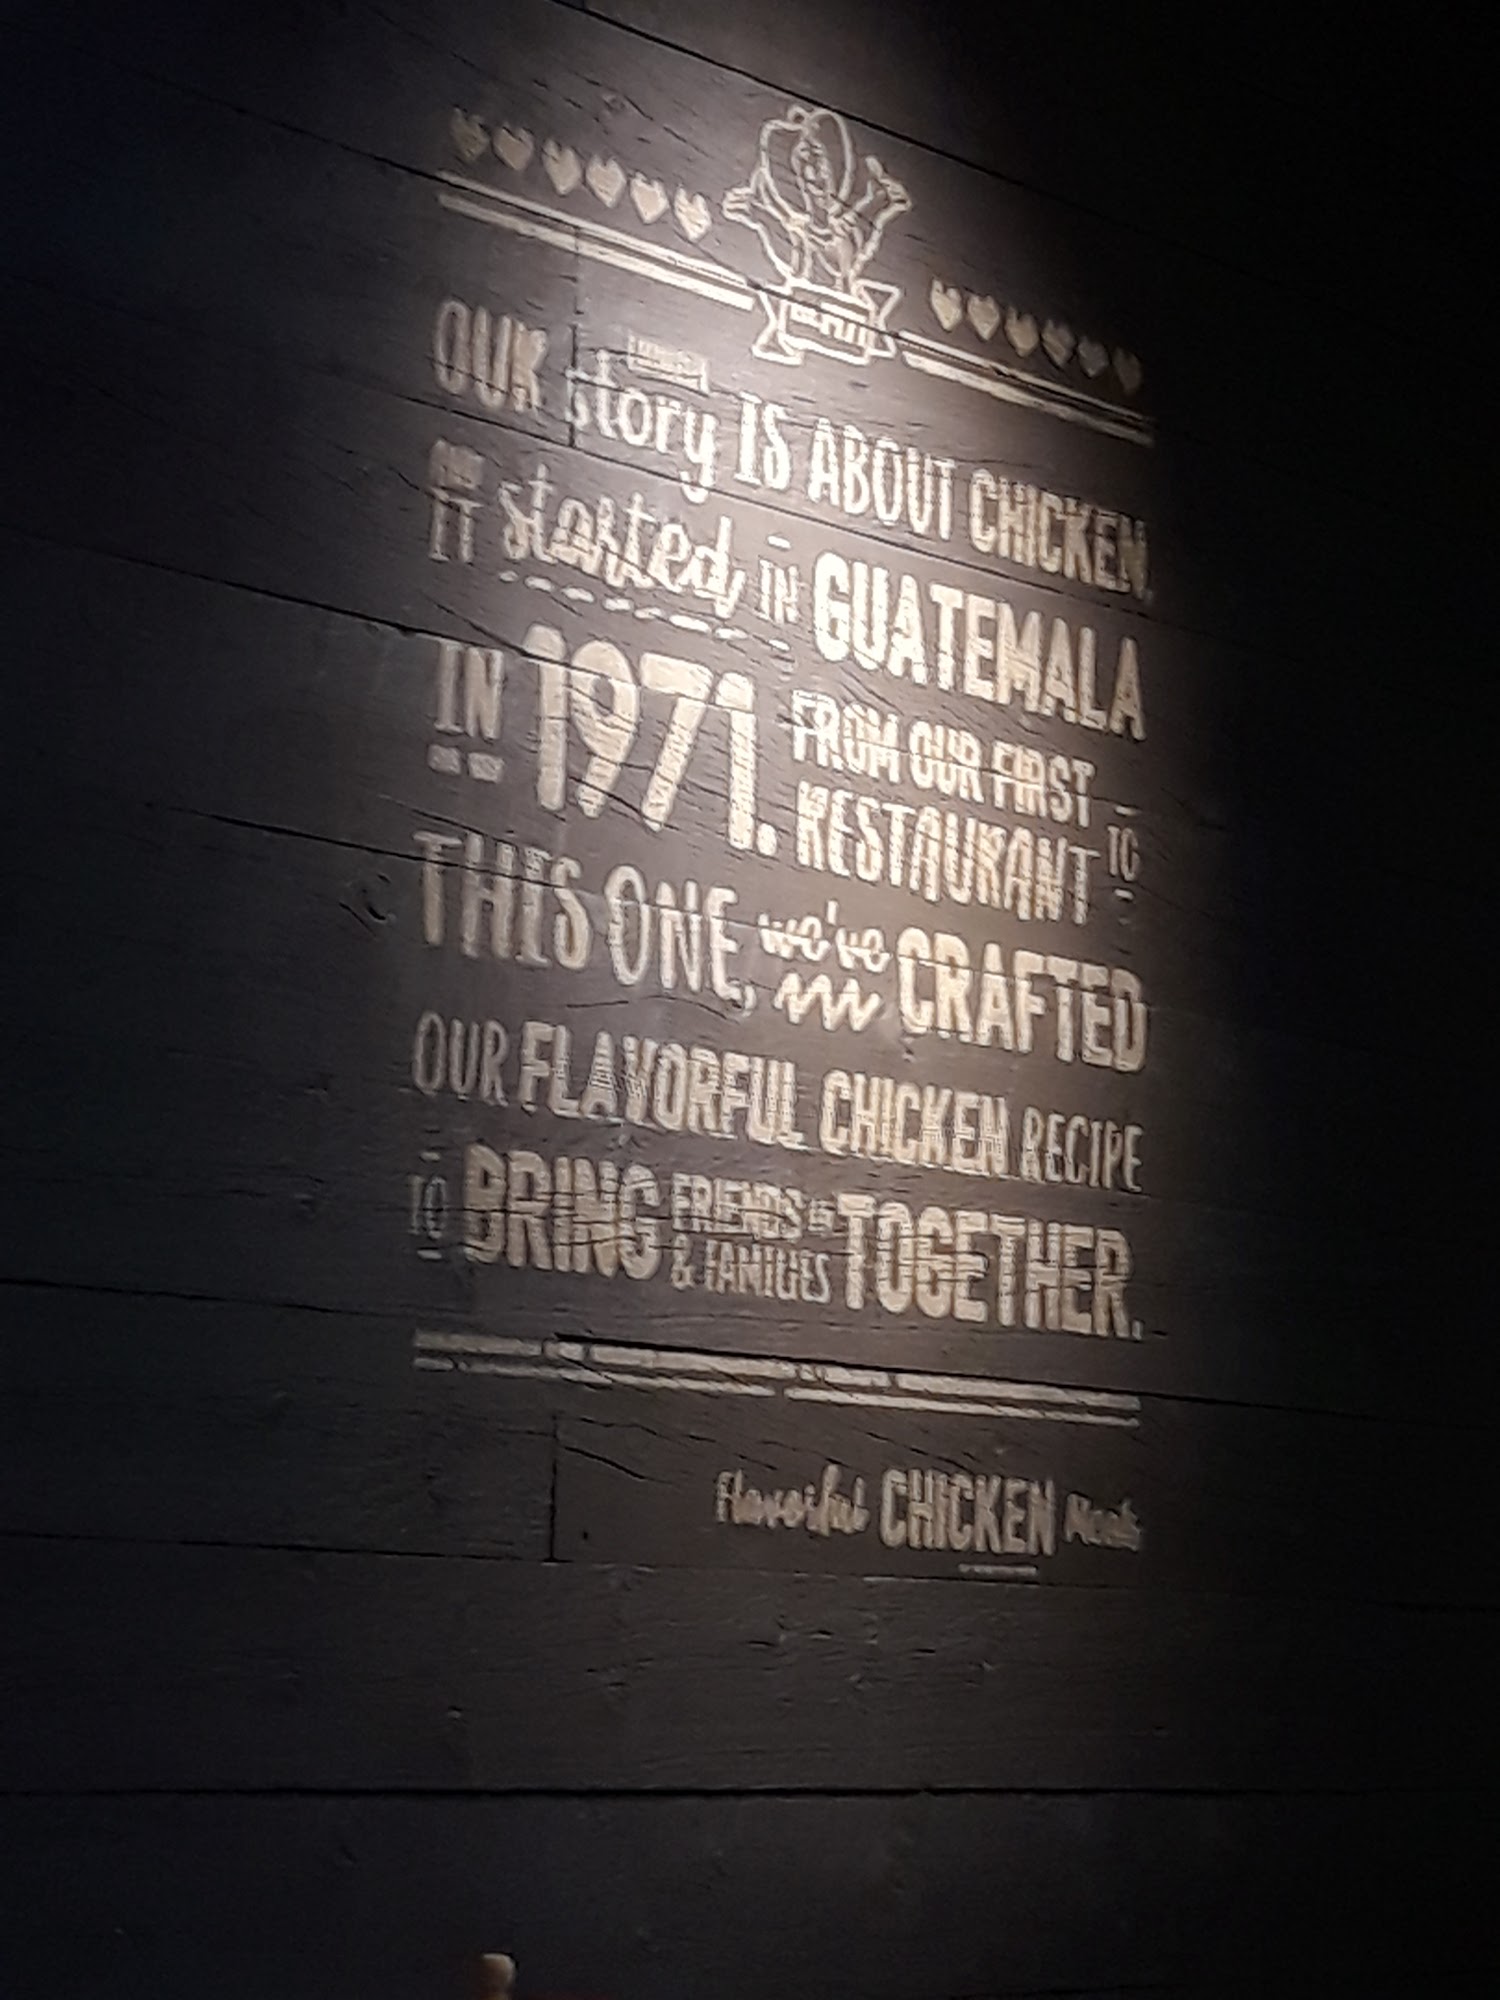 OUR story IS ABOUT CHICKEN.
IT started IN GUATEMALA
IN 1971. FROM OUR FIRST
RESTAURANT TO
THIS ONE, we've CRAFTED
OUR FLAVORFUL CHICKEN RECIPE
TO BRING FRIENDS & FAMILIES TOGETHER.
Flavorful CHICKEN